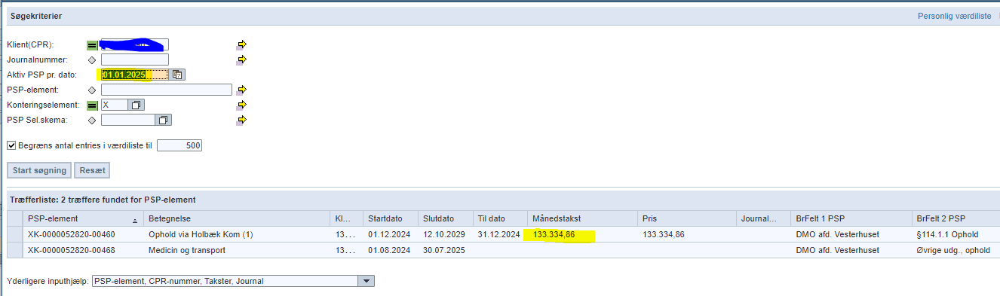 Søgekriterier Personlig værdiliste
Klient(CPR):
Journalnummer:
Aktiv PSP pr. dato: 01.01.2025
PSP-element:
Konteringselement: X
PSP Sel.skema:
Begræns antal entries i værdiliste til 500
Start søgning Resæt
Træfferliste: 2 træffere fundet for PSP-element
PSP-element Betegnelse Kl... Startdato Slutdato Til dato Månedstakst Pris Journal... BrFelt 1 PSP BrFelt 2 PSP
XK-0000052820-00460 Ophold via Holbæk Kom (1) 13... 01.12.2024 12.10.2029 31.12.2024 133.334,86 133.334,86 DMO afd. Vesterhuset §114.1.1 Ophold
XK-0000052820-00468 Medicin og transport 13... 01.08.2024 30.07.2025 DMO afd. Vesterhuset Øvrige udg., ophold
Yderligere inputhjælp: PSP-element, CPR-nummer, Takster, Journal